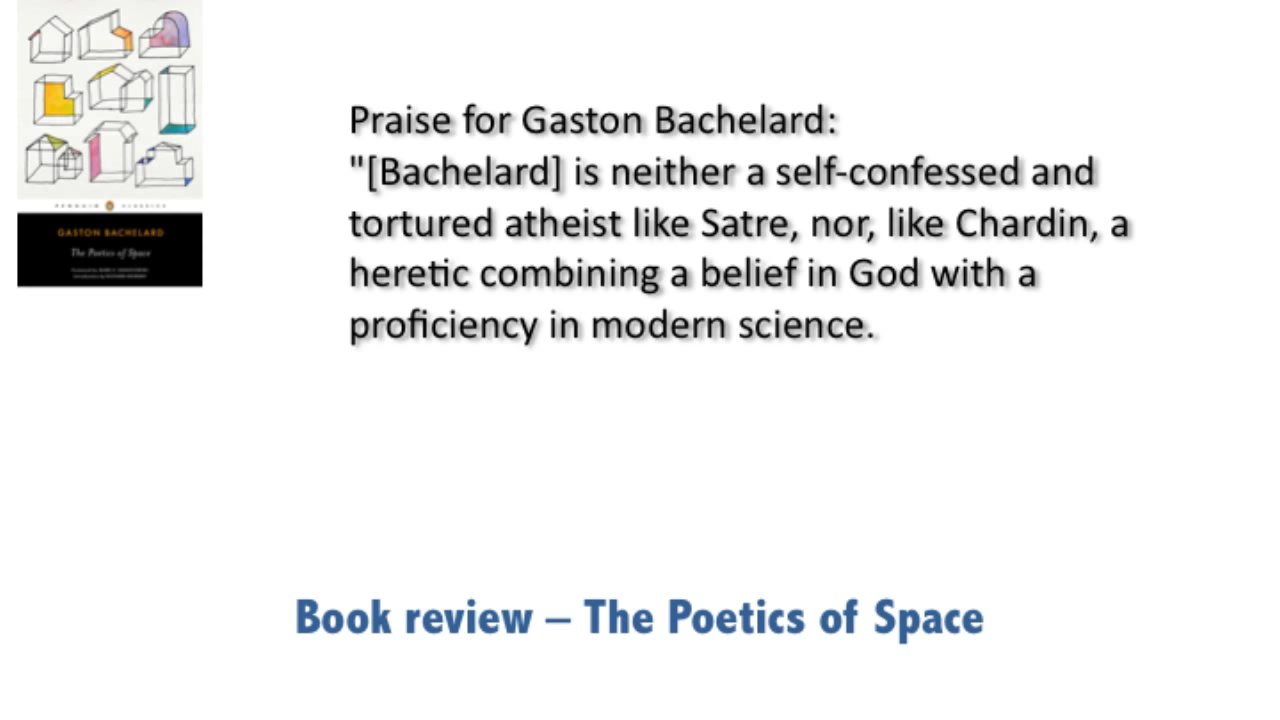 PENGUIN CLASSICS
GASTON BACHELARD
The Poetics of Space
Praise for Gaston Bachelard:
"[Bachelard] is neither a self-confessed and
tortured atheist like Satre, nor, like Chardin, a
heretic combining a belief in God with a
proficiency in modern science.
Book review – The Poetics of Space